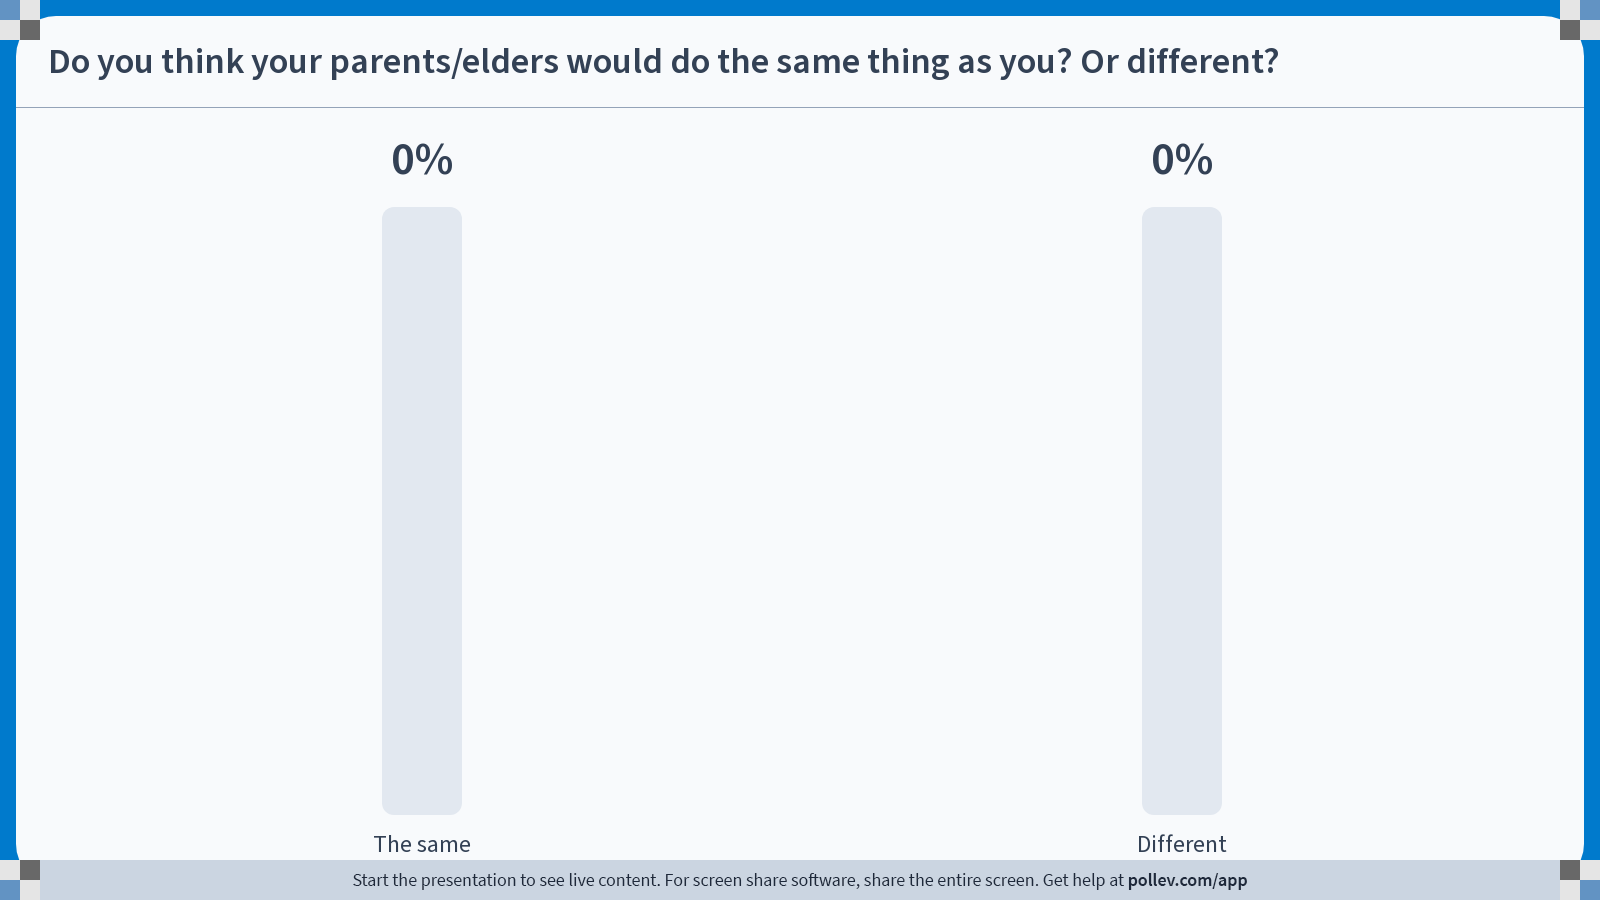 Do you think your parents/elders would do the same thing as you? Or different?
0%
0%
The same
Different
Start the presentation to see live content. For screen share software, share the entire screen. Get help at pollev.com/app